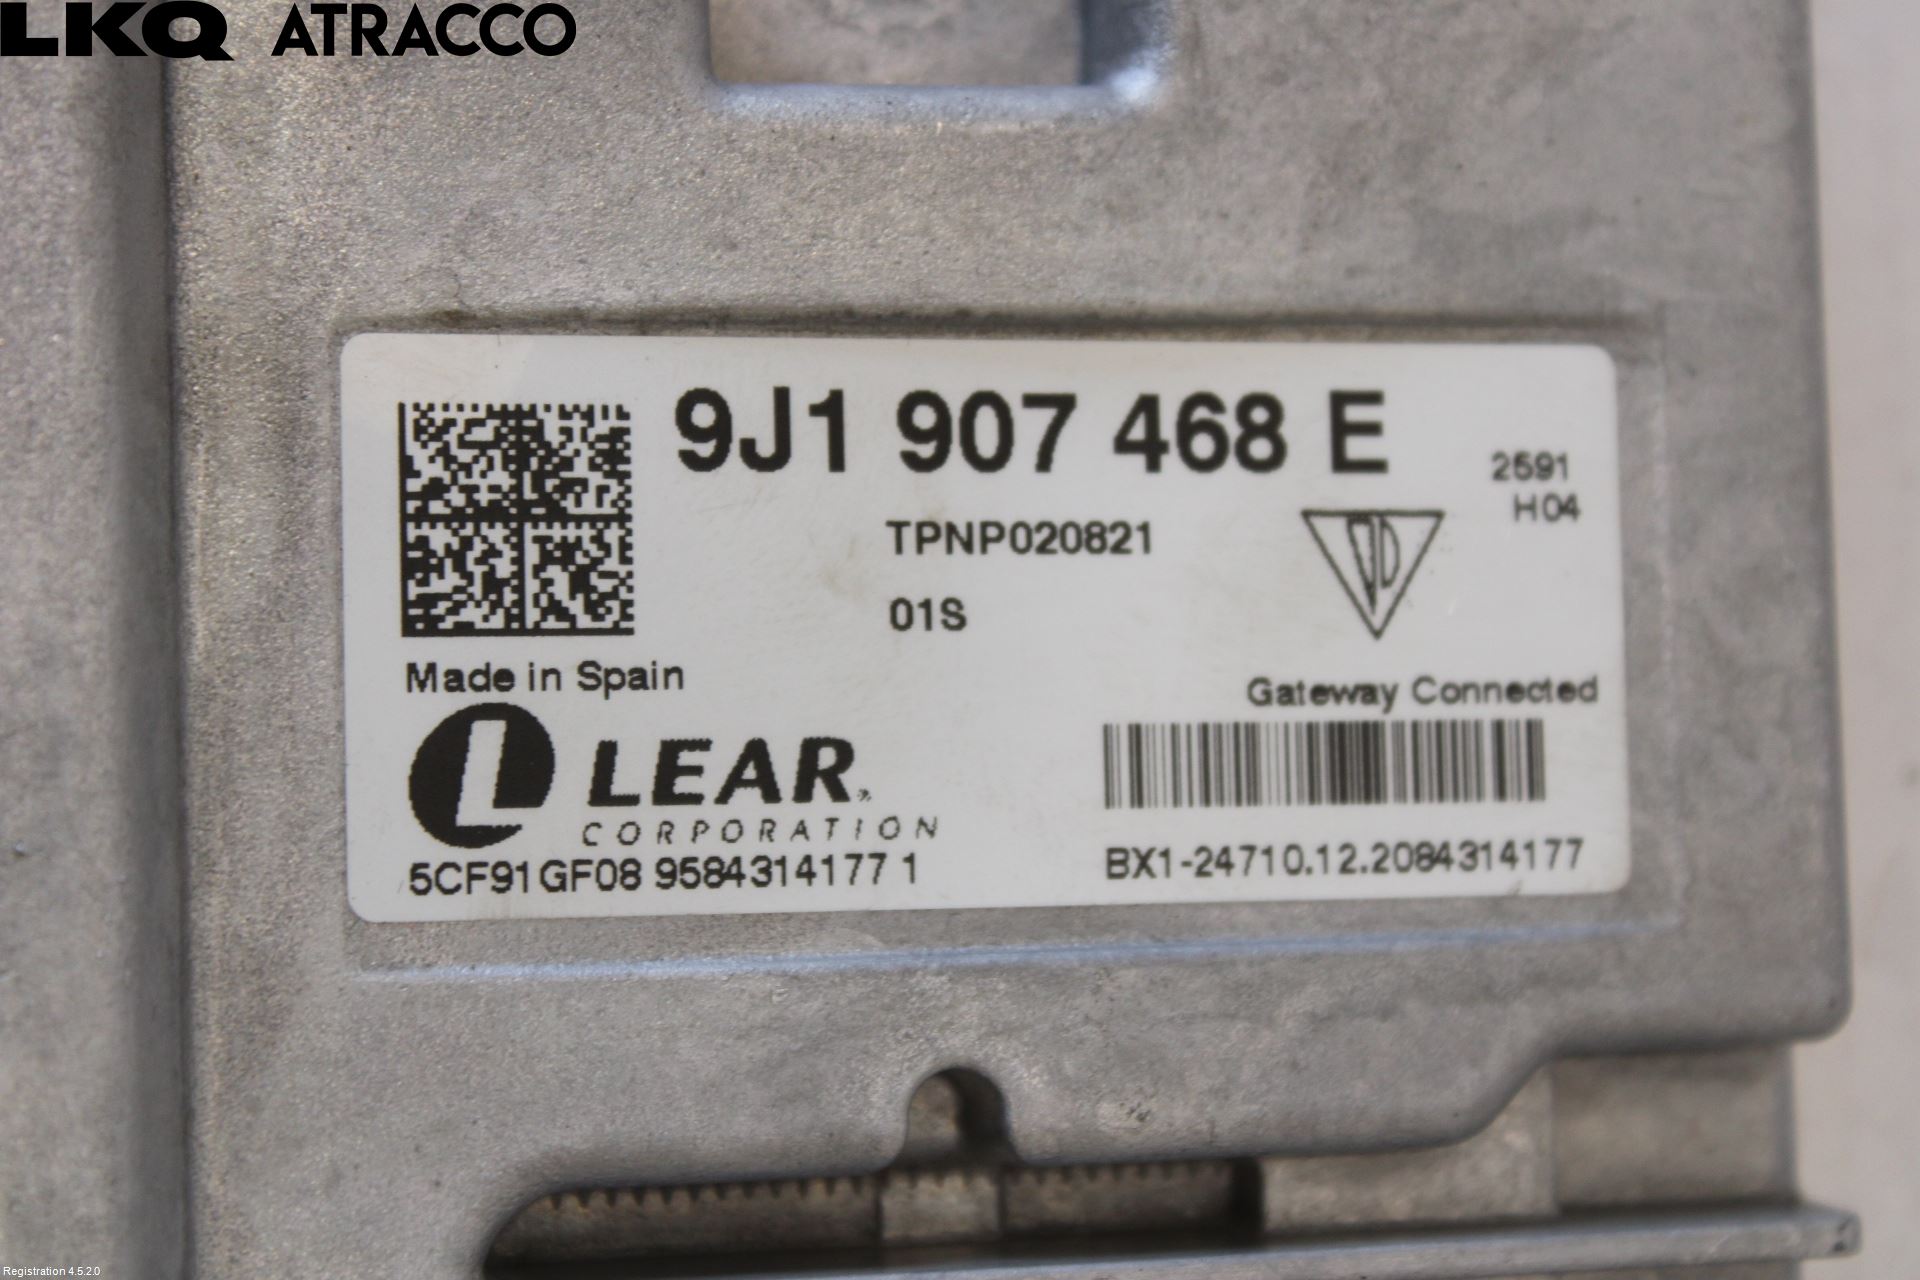 LKQ ATRACCO
9J1 907 468 E
2591
H04
TPNP020821
01S
Made in Spain
Gateway Connected
LEAR
CORPORATION
5CF91GF08 9584314177 1
BX1-24710.12.2084314177
Registration 4.5.2.0